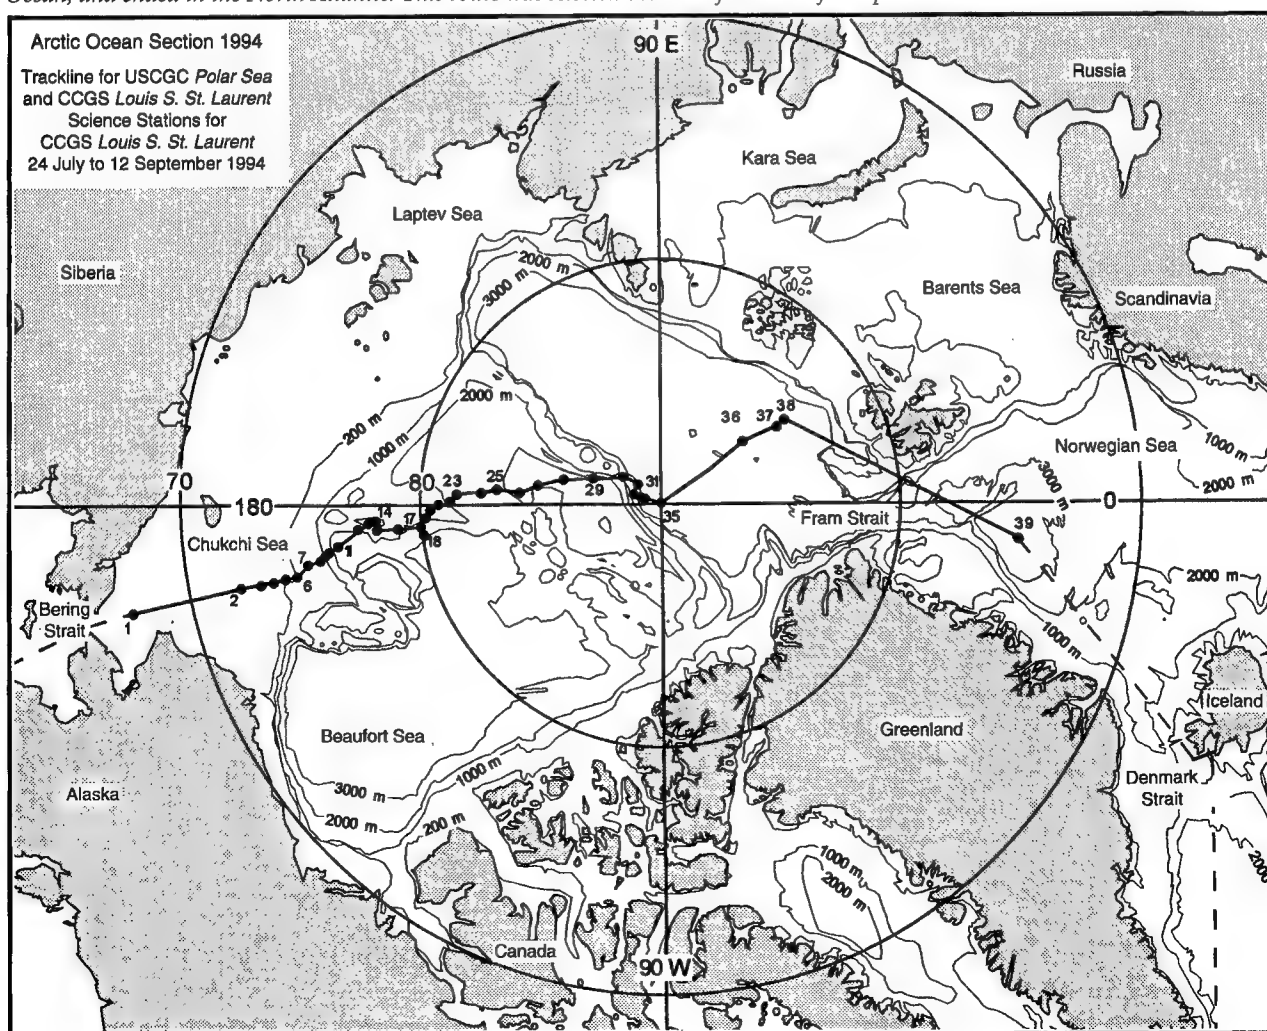 Arctic Ocean Section 1994
Trackline for USCGC Polar Sea
and CCGS Louis S. St. Laurent
Science Stations for
CCGS Louis S. St. Laurent
24 July to 12 September 1994
90 E
Russia
Kara Sea
Laptev Sea
Siberia
2000 m
3000 m
Barents Sea
Scandinavia
2000 m
200 m
1000 m
36
37
38
Norwegian Sea
1000 m
2000 m
3000 m
70
180
80
23
25
29
31
35
0
14
17
18
Fram Strait
39
Chukchi Sea
1
7
6
2
1
Bering
Strait
2000 m
1000 m
Iceland
Beaufort Sea
Greenland
1000 m
3000 m
2000 m
200 m
Denmark
Strait
Alaska
1000 m
2000 m
2000
Canada
90 W